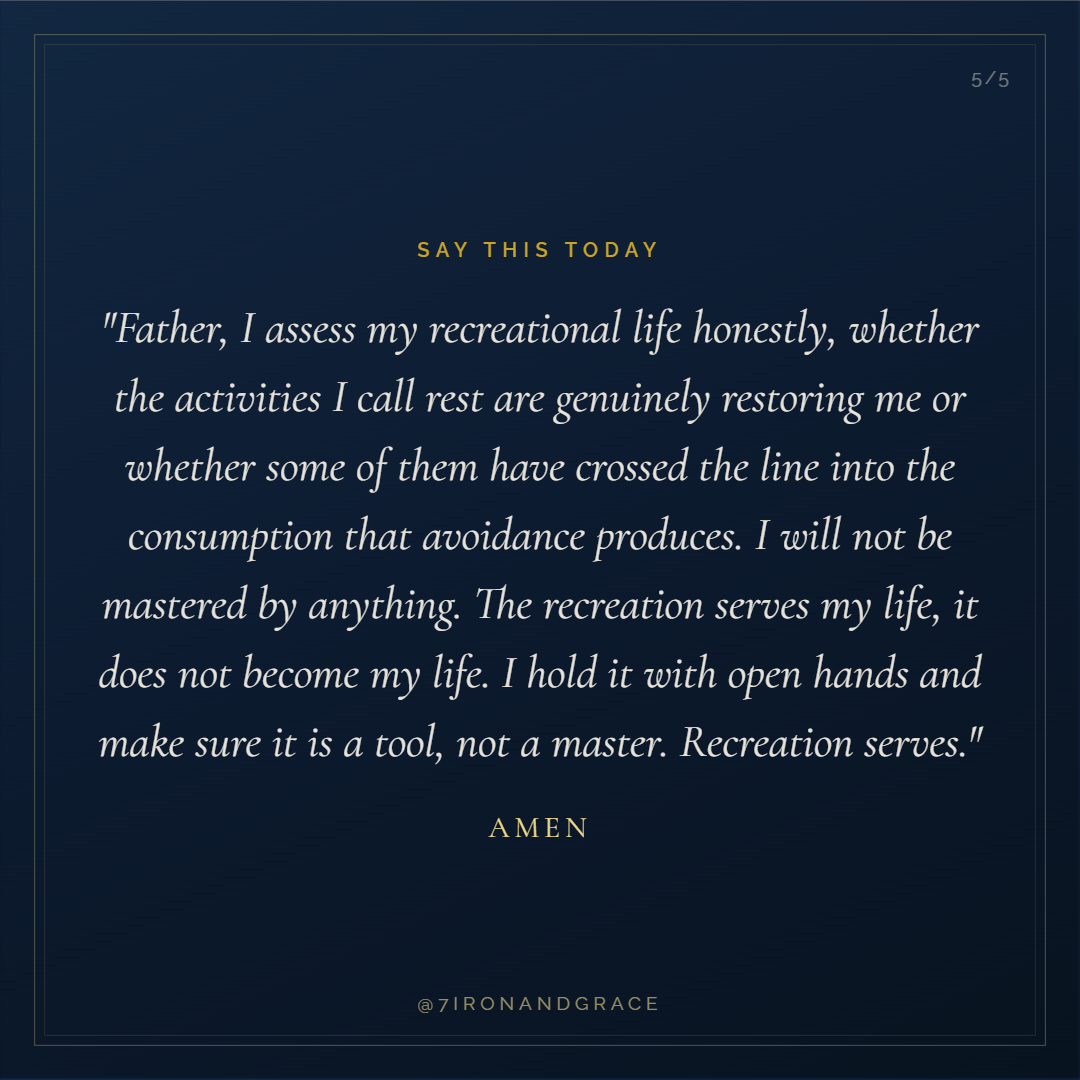 5/5
SAY THIS TODAY
"Father, I assess my recreational life honestly, whether
the activities I call rest are genuinely restoring me or
whether some of them have crossed the line into the
consumption that avoidance produces. I will not be
mastered by anything. The recreation serves my life, it
does not become my life. I hold it with open hands and
make sure it is a tool, not a master. Recreation serves."
AMEN
@7IRONANDGRACE